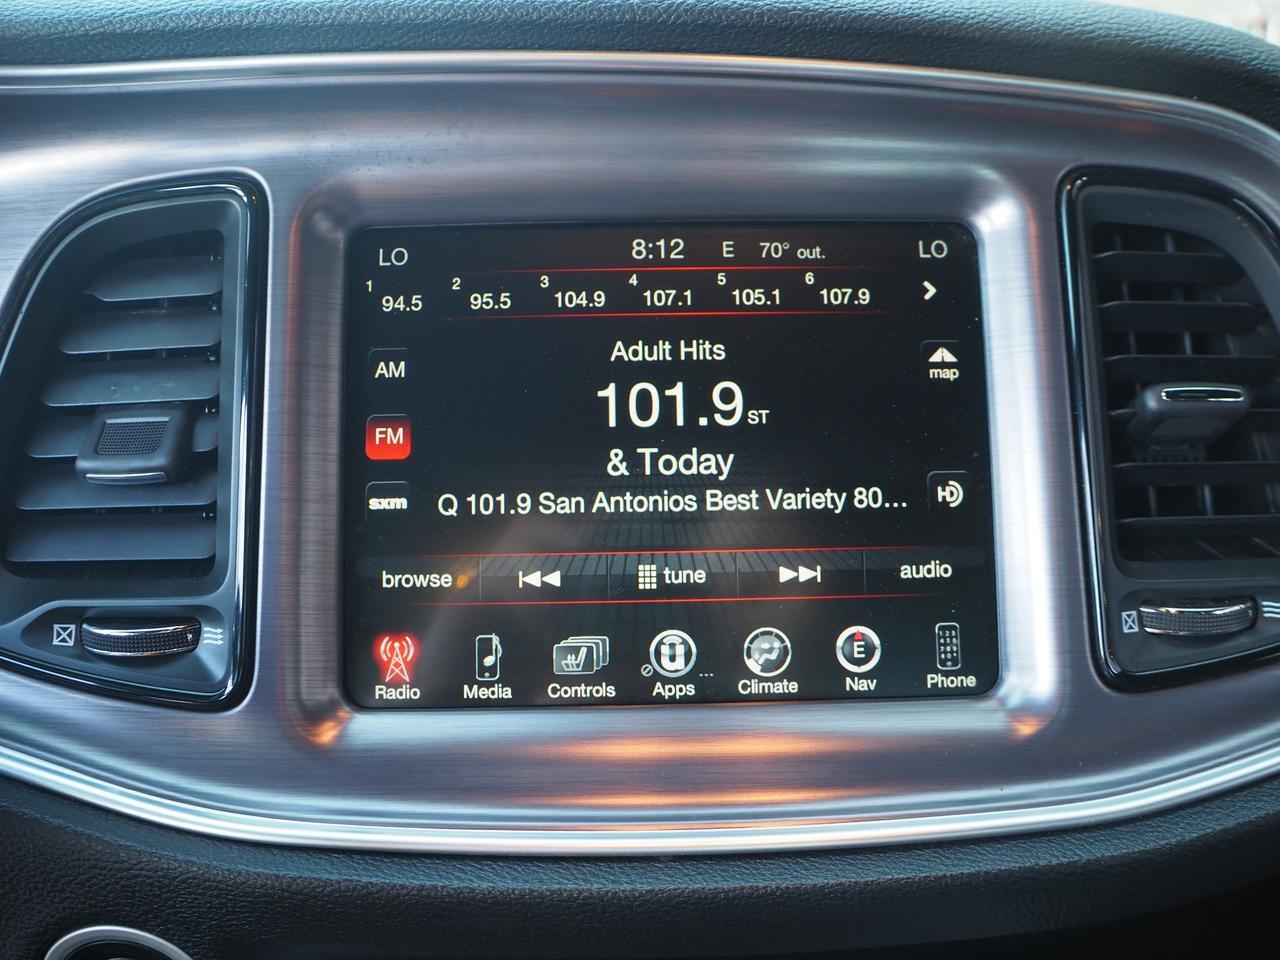 LO 8:12 E 70° out. LO
1 94.5 2 95.5 3 104.9 4 107.1 5 105.1 6 107.9
Adult Hits
AM
map
101.9 ST
FM
& Today
sxm
Q 101.9 San Antonios Best Variety 80...
HD
browse tune audio
Radio Media Controls Apps ... Climate E Nav Phone